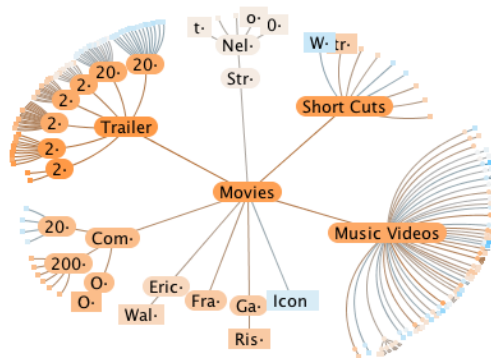 t·
o·
0·
Nel·
Str·
W·
tr·
Short Cuts
20·
20·
2·
2·
2·
2·
2·
Trailer
Movies
Music Videos
20·
Com·
200·
O·
O·
Eric·
Wal·
Fra·
Ga·
Ris·
Icon